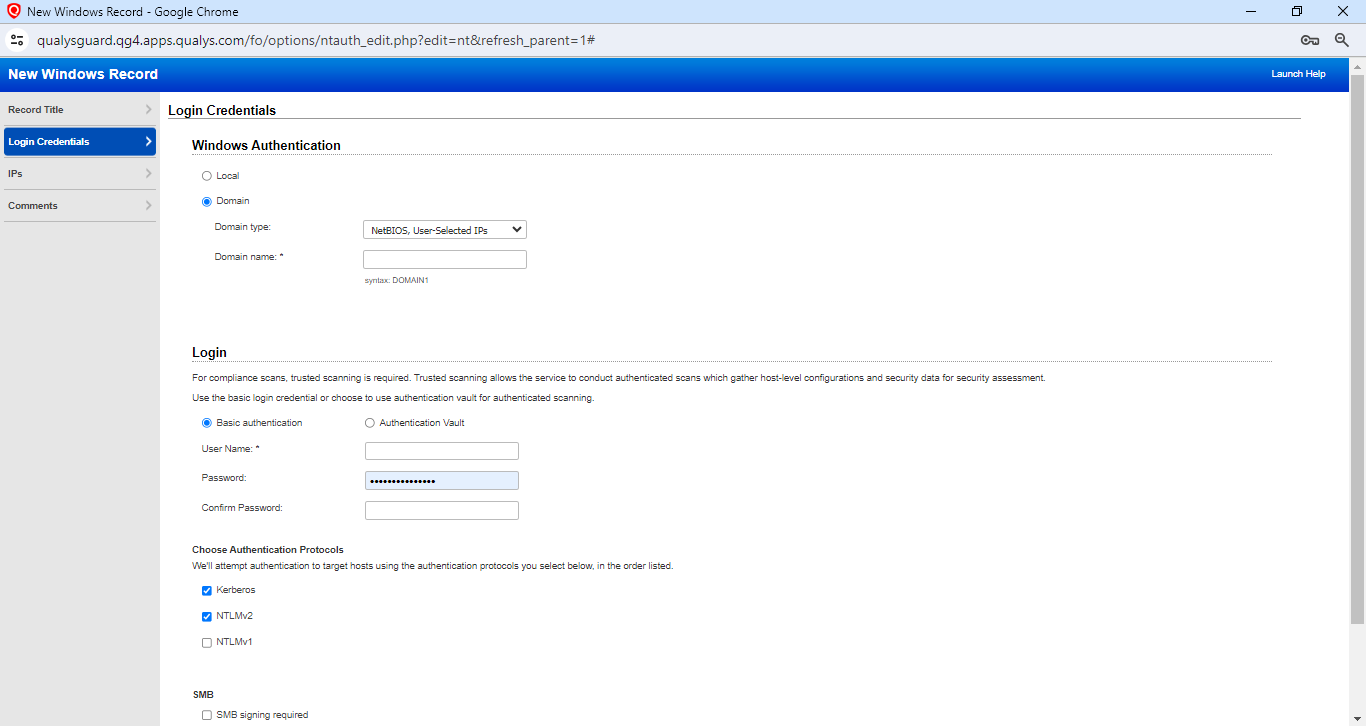 New Windows Record - Google Chrome
qualysguard.qg4.apps.qualys.com/fo/options/ntauth_edit.php?edit=nt&refresh_parent=1#
New Windows Record
Launch Help
Record Title
Login Credentials
IPs
Comments
Login Credentials
Windows Authentication
Local
Domain
Domain type:
NetBIOS, User-Selected IPs
Domain name: *
syntax: DOMAIN1
Login
For compliance scans, trusted scanning is required. Trusted scanning allows the service to conduct authenticated scans which gather host-level configurations and security data for security assessment.
Use the basic login credential or choose to use authentication vault for authenticated scanning.
Basic authentication
Authentication Vault
User Name: *
Password:
•••••••••••••••
Confirm Password:
Choose Authentication Protocols
We'll attempt authentication to target hosts using the authentication protocols you select below, in the order listed.
Kerberos
NTLMv2
NTLMv1
SMB
SMB signing required